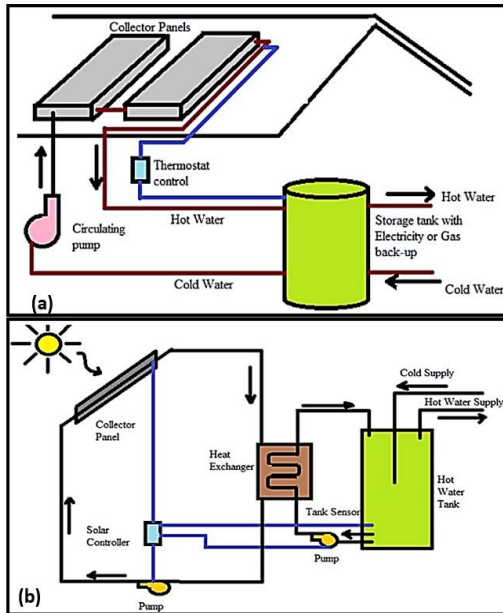 Collector Panels
Thermostat
control
Circulating
pump
Hot Water
Hot Water
Storage tank with
Electricity or Gas
back-up
Cold Water
Cold Water
(a)
Cold Supply
Hot Water Supply
Collector
Panel
Heat
Exchanger
Tank Sensor
Hot
Water
Tank
Solar
Controller
Pump
Pump
(b)